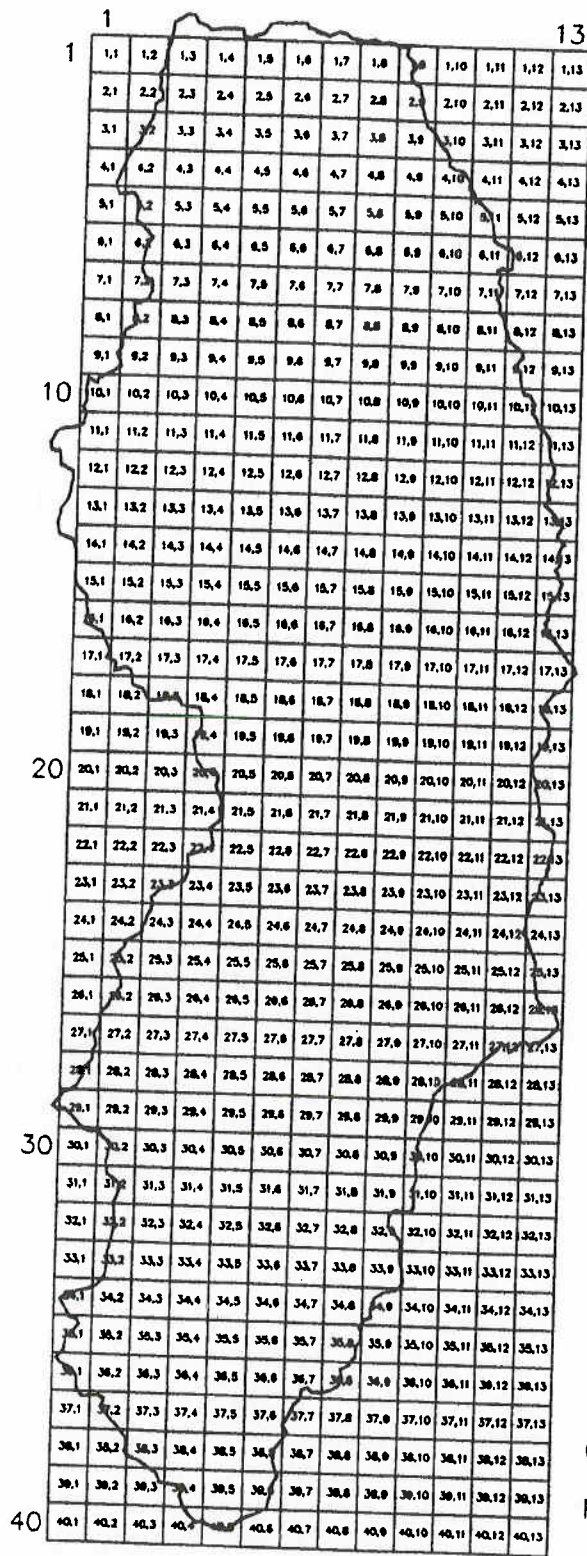 1 13
1 1,1 1,2 1,3 1,4 1,5 1,6 1,7 1,8 1,10 1,11 1,12 1,13
2,1 2,2 2,3 2,4 2,5 2,6 2,7 2,8 2,10 2,11 2,12 2,13
3,1 3,2 3,3 3,4 3,5 3,6 3,7 3,8 3,9 3,10 3,11 3,12 3,13
4,1 4,2 4,3 4,4 4,5 4,6 4,7 4,8 4,9 4,10 4,11 4,12 4,13
5,1 5,3 5,4 5,5 5,6 5,7 5,8 5,9 5,10 5,12 5,13
6,1 6,3 6,4 6,5 6,6 6,7 6,8 6,9 6,10 6,11 6,12 6,13
7,1 7,3 7,4 7,5 7,6 7,7 7,8 7,9 7,10 7,11 7,12 7,13
8,1 8,3 8,4 8,5 8,6 8,7 8,8 8,9 8,10 8,11 8,12 8,13
9,1 9,2 9,3 9,4 9,5 9,6 9,7 9,8 9,9 9,10 9,11 9,13
10 10,1 10,2 10,3 10,4 10,5 10,6 10,7 10,8 10,9 10,10 10,11 10,13
11,1 11,2 11,3 11,4 11,5 11,6 11,7 11,8 11,9 11,10 11,11 11,12 11,13
12,1 12,2 12,3 12,4 12,5 12,6 12,7 12,8 12,9 12,10 12,11 12,12 12,13
13,1 13,2 13,3 13,4 13,5 13,6 13,7 13,8 13,9 13,10 13,11 13,12 13,13
14,1 14,2 14,3 14,4 14,5 14,6 14,7 14,8 14,9 14,10 14,11 14,12 14,13
15,1 15,2 15,3 15,4 15,5 15,6 15,7 15,8 15,9 15,10 15,11 15,12 15,13
16,2 16,3 16,4 16,5 16,6 16,7 16,8 16,9 16,10 16,11 16,12 16,13
17,1 17,2 17,3 17,4 17,5 17,6 17,7 17,8 17,9 17,10 17,11 17,12 17,13
18,1 18,2 18,4 18,5 18,6 18,7 18,8 18,9 18,10 18,11 18,12 18,13
19,1 19,2 19,3 19,4 19,5 19,6 19,7 19,8 19,9 19,10 19,11 19,12 19,13
20 20,1 20,2 20,3 20,5 20,6 20,7 20,8 20,9 20,10 20,11 20,12 20,13
21,1 21,2 21,3 21,4 21,5 21,6 21,7 21,8 21,9 21,10 21,11 21,12 21,13
22,1 22,2 22,3 22,5 22,6 22,7 22,8 22,9 22,10 22,11 22,12 22,13
23,1 23,2 23,4 23,5 23,6 23,7 23,8 23,9 23,10 23,11 23,12 23,13
24,1 24,2 24,3 24,4 24,5 24,6 24,7 24,8 24,9 24,10 24,11 24,12 24,13
25,1 25,2 25,3 25,4 25,5 25,6 25,7 25,8 25,9 25,10 25,11 25,12 25,13
26,1 26,2 26,3 26,4 26,5 26,6 26,7 26,8 26,9 26,10 26,11 26,12
27,1 27,2 27,3 27,4 27,5 27,6 27,7 27,8 27,9 27,10 27,11 27,12 27,13
28,1 28,2 28,3 28,4 28,5 28,6 28,7 28,8 28,9 28,10 28,11 28,12 28,13
29,1 29,2 29,3 29,4 29,5 29,6 29,7 29,8 29,9 29,10 29,11 29,12 29,13
30 30,1 30,2 30,3 30,4 30,5 30,6 30,7 30,8 30,9 30,10 30,11 30,12 30,13
31,1 31,2 31,3 31,4 31,5 31,6 31,7 31,8 31,9 31,10 31,11 31,12 31,13
32,1 32,2 32,3 32,4 32,5 32,6 32,7 32,8 32,10 32,11 32,12 32,13
33,1 33,2 33,3 33,4 33,5 33,6 33,7 33,8 33,9 33,10 33,11 33,12 33,13
34,1 34,2 34,3 34,4 34,5 34,6 34,7 34,8 34,9 34,10 34,11 34,12 34,13
35,1 35,2 35,3 35,4 35,5 35,6 35,7 35,8 35,9 35,10 35,11 35,12 35,13
36,2 36,3 36,4 36,5 36,6 36,7 36,8 36,9 36,10 36,11 36,12 36,13
37,1 37,2 37,3 37,4 37,5 37,6 37,7 37,8 37,9 37,10 37,11 37,12 37,13
38,1 38,2 38,3 38,4 38,5 38,7 38,8 38,9 38,10 38,11 38,12 38,13
39,1 39,2 39,3 39,4 39,5 39,7 39,8 39,9 39,10 39,11 39,12 39,13
40 40,1 40,2 40,3 40,6 40,7 40,8 40,9 40,10 40,11 40,12 40,13